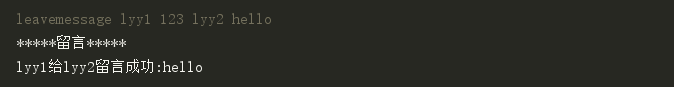 leavemessage lyy1 123 lyy2 hello
*****留言*****
lyy1给lyy2留言成功:hello